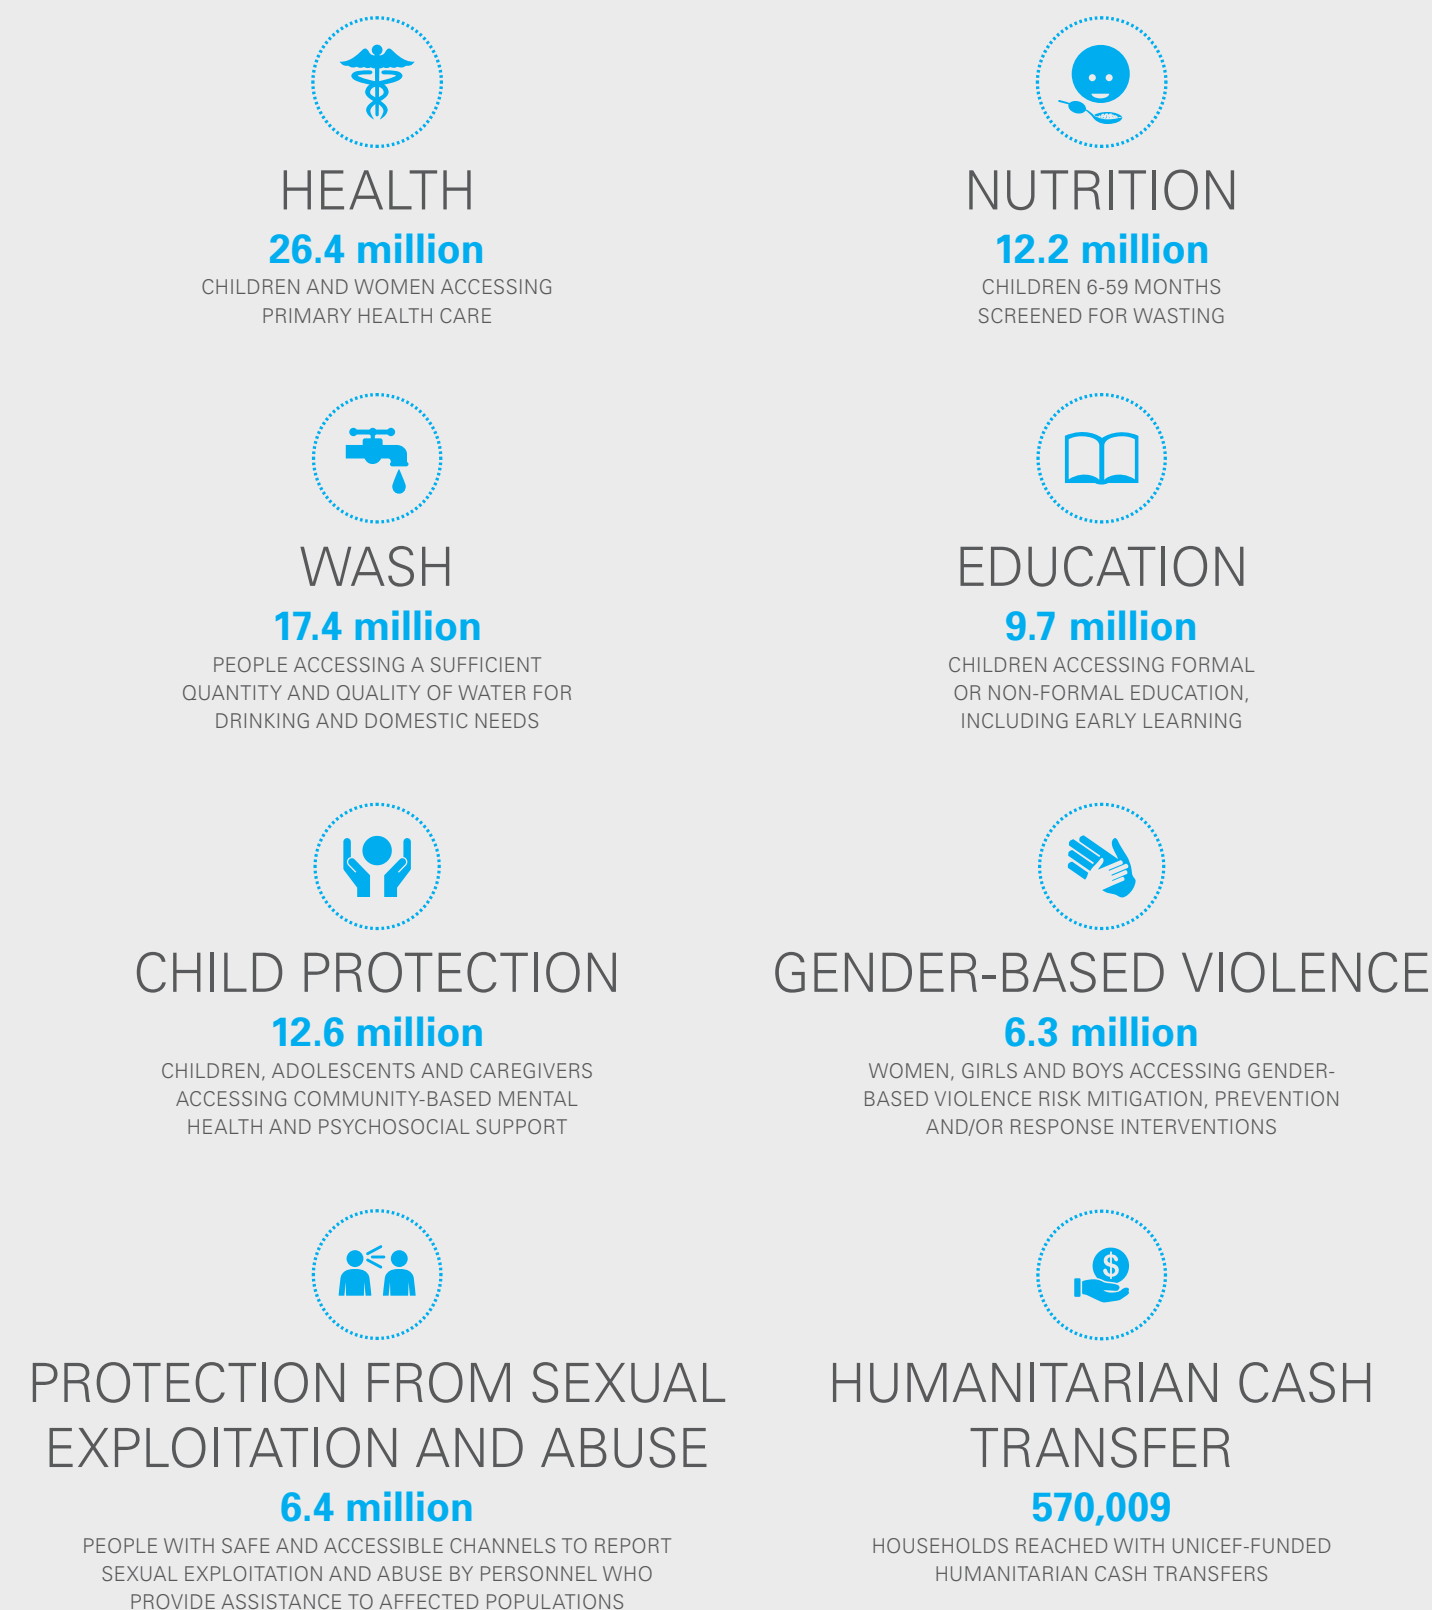 HEALTH
26.4 million
CHILDREN AND WOMEN ACCESSING
PRIMARY HEALTH CARE
NUTRITION
12.2 million
CHILDREN 6-59 MONTHS
SCREENED FOR WASTING
WASH
17.4 million
PEOPLE ACCESSING A SUFFICIENT
QUANTITY AND QUALITY OF WATER FOR
DRINKING AND DOMESTIC NEEDS
EDUCATION
9.7 million
CHILDREN ACCESSING FORMAL
OR NON-FORMAL EDUCATION,
INCLUDING EARLY LEARNING
CHILD PROTECTION
12.6 million
CHILDREN, ADOLESCENTS AND CAREGIVERS
ACCESSING COMMUNITY-BASED MENTAL
HEALTH AND PSYCHOSOCIAL SUPPORT
GENDER-BASED VIOLENCE
6.3 million
WOMEN, GIRLS AND BOYS ACCESSING GENDER-
BASED VIOLENCE RISK MITIGATION, PREVENTION
AND/OR RESPONSE INTERVENTIONS
PROTECTION FROM SEXUAL
EXPLOITATION AND ABUSE
6.4 million
PEOPLE WITH SAFE AND ACCESSIBLE CHANNELS TO REPORT
SEXUAL EXPLOITATION AND ABUSE BY PERSONNEL WHO
PROVIDE ASSISTANCE TO AFFECTED POPULATIONS
$
HUMANITARIAN CASH
TRANSFER
570,009
HOUSEHOLDS REACHED WITH UNICEF-FUNDED
HUMANITARIAN CASH TRANSFERS